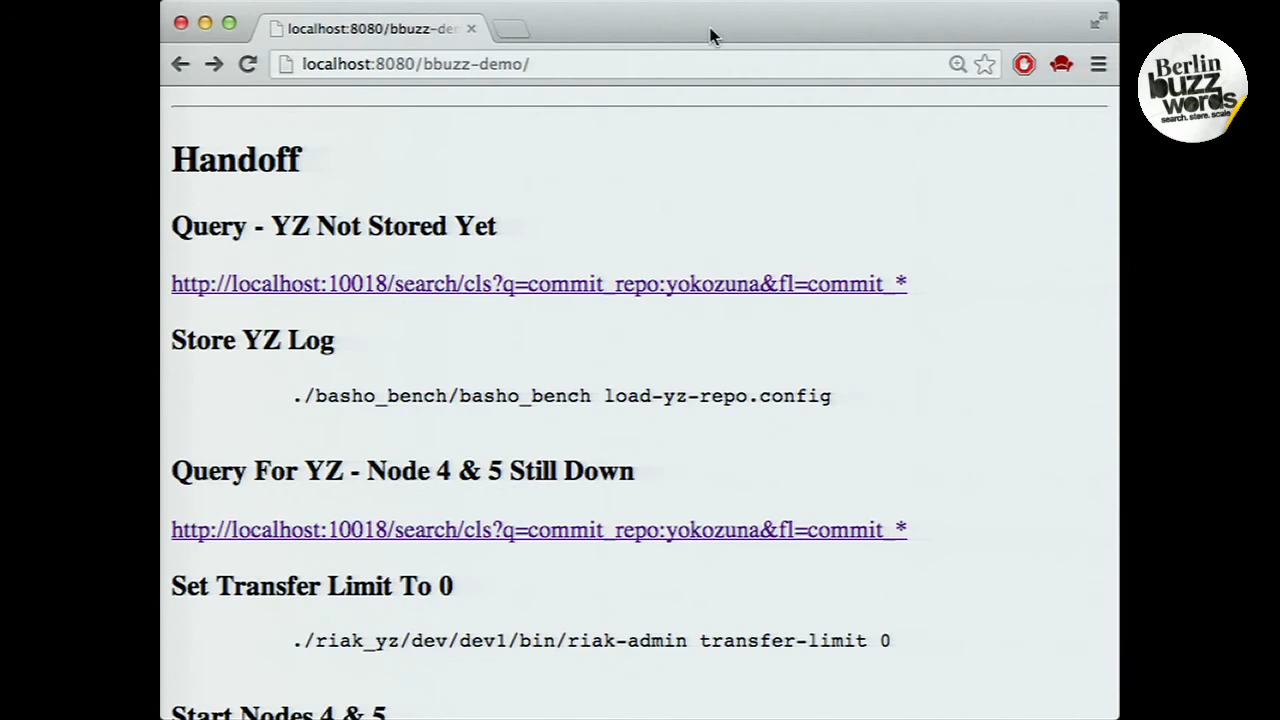 localhost:8080/bbuzz-de
localhost:8080/bbuzz-demo/
Berlin
buzz
words
search. store. scale
Handoff
Query - YZ Not Stored Yet
http://localhost:10018/search/cls?q=commit_repo:yokozuna&fl=commit_*
Store YZ Log
./basho_bench/basho_bench load-yz-repo.config
Query For YZ - Node 4 & 5 Still Down
http://localhost:10018/search/cls?q=commit_repo:yokozuna&fl=commit_*
Set Transfer Limit To 0
./riak_yz/dev/dev1/bin/riak-admin transfer-limit 0
Start Nodes 4 & 5